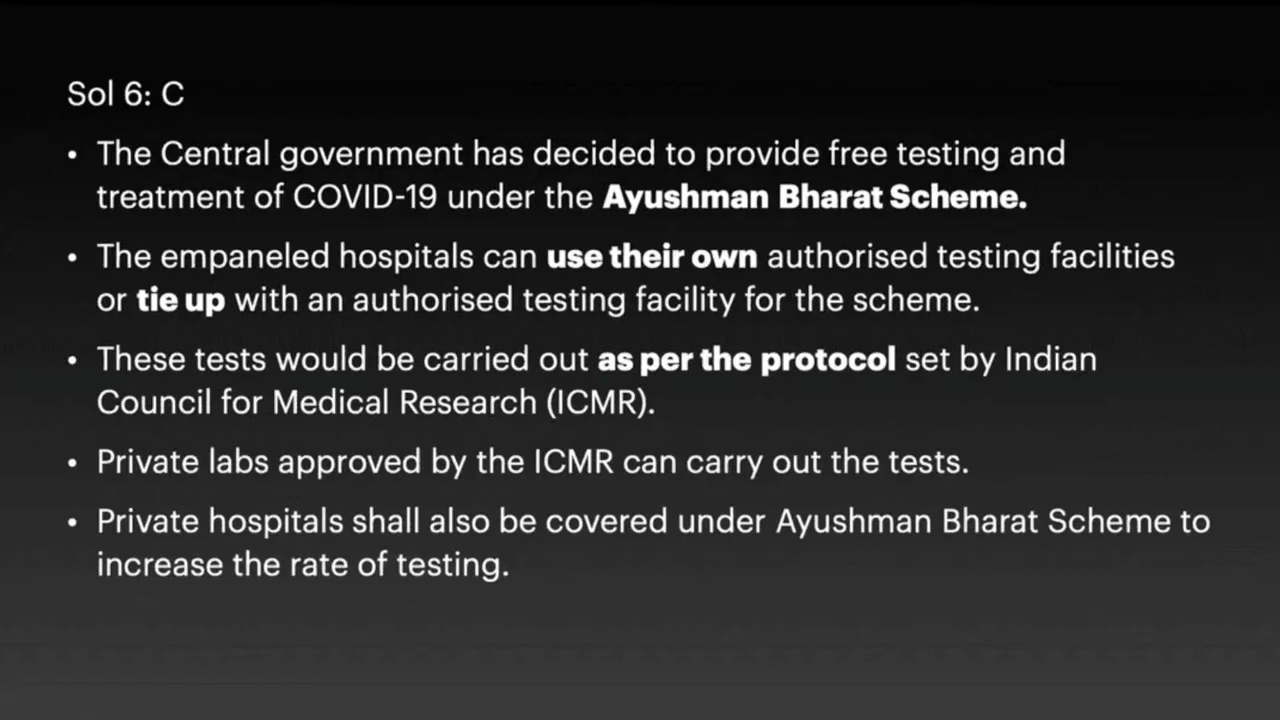 Sol 6: C
• The Central government has decided to provide free testing and
treatment of COVID-19 under the Ayushman Bharat Scheme.
• The empaneled hospitals can use their own authorised testing facilities
or tie up with an authorised testing facility for the scheme.
• These tests would be carried out as per the protocol set by Indian
Council for Medical Research (ICMR).
• Private labs approved by the ICMR can carry out the tests.
• Private hospitals shall also be covered under Ayushman Bharat Scheme to
increase the rate of testing.